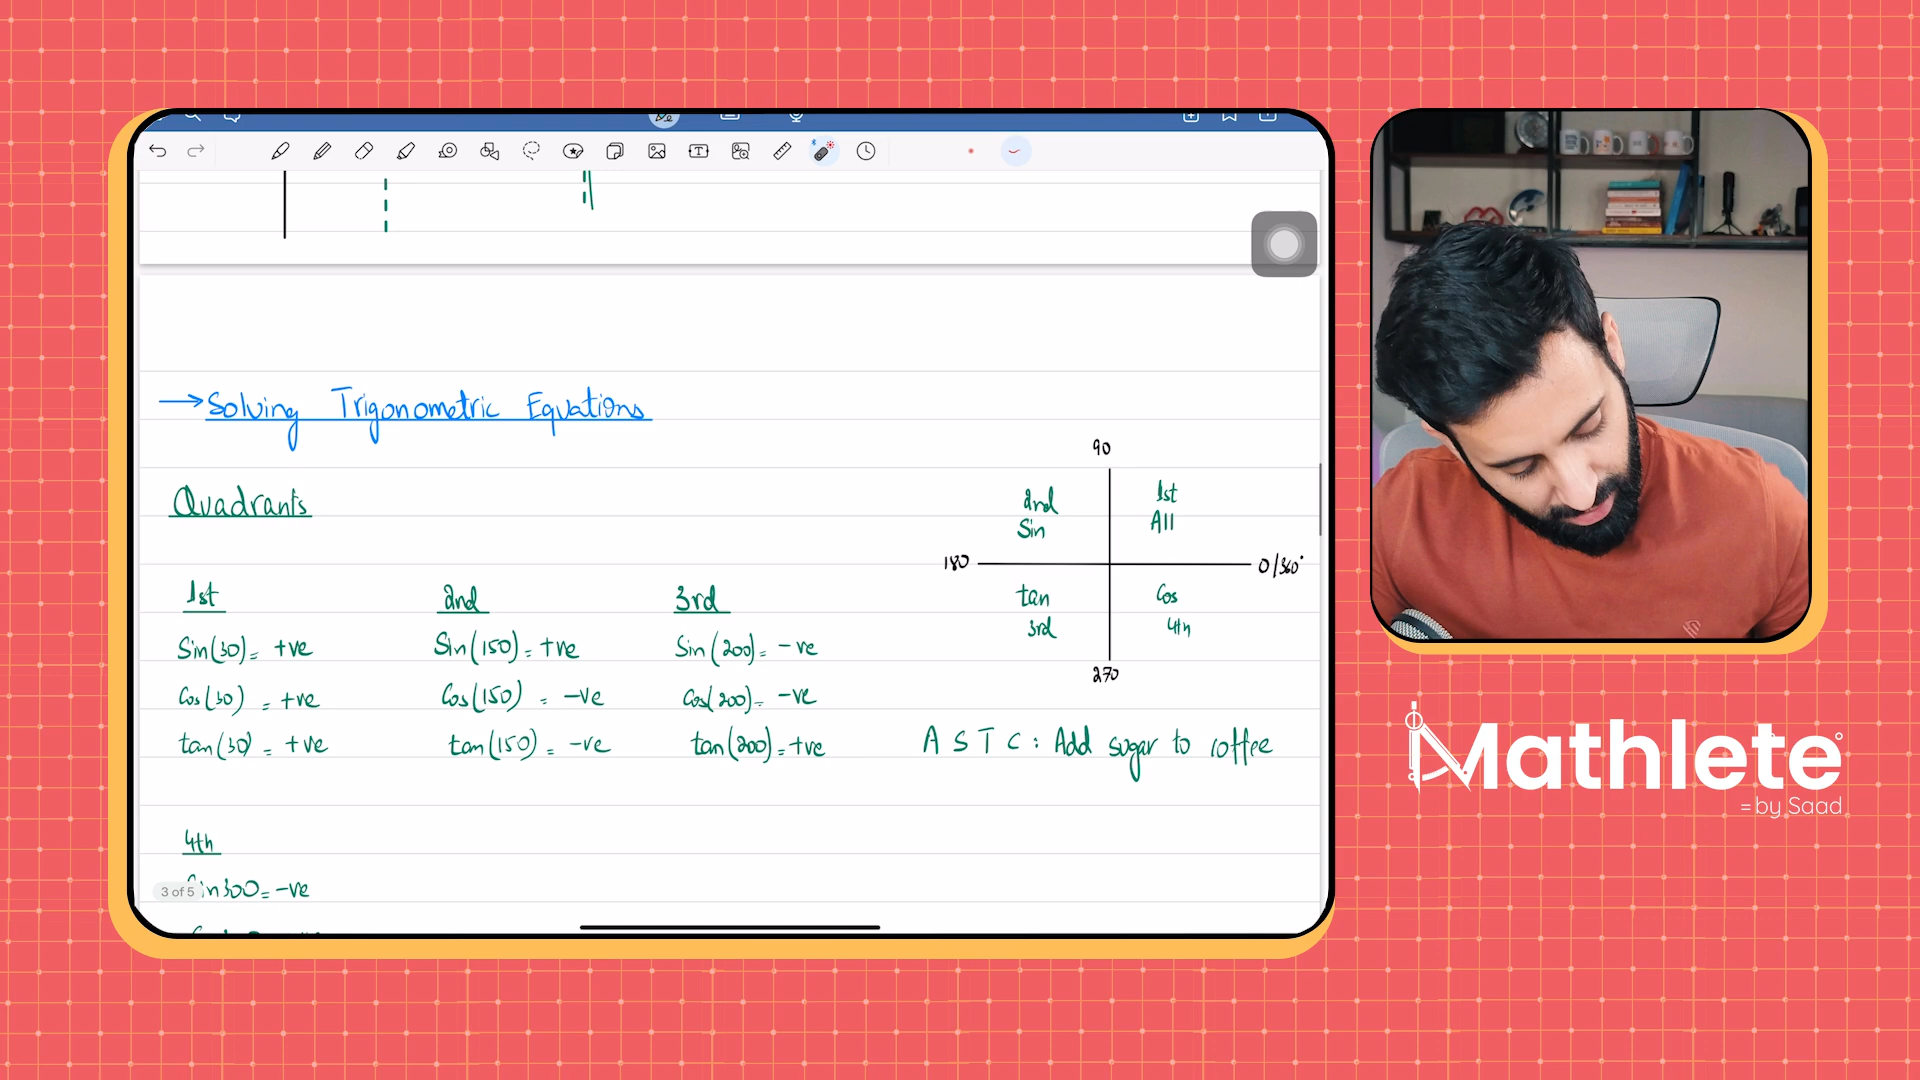 → Solving Trigonometric Equations
Quadrants
90
2nd 1st
Sin All
180 0/360°
tan Cos
3rd 4th
270
1st 2nd 3rd
Sin(30) = +ve Sin(150) = +ve Sin(200) = -ve
Cos(30) = +ve Cos(150) = -ve Cos(200) = -ve
tan(30) = +ve tan(150) = -ve tan(200) = +ve
A S T C : Add sugar to coffee
4th
Sin300 = -ve
3 of 5
Mathlete
= by Saad